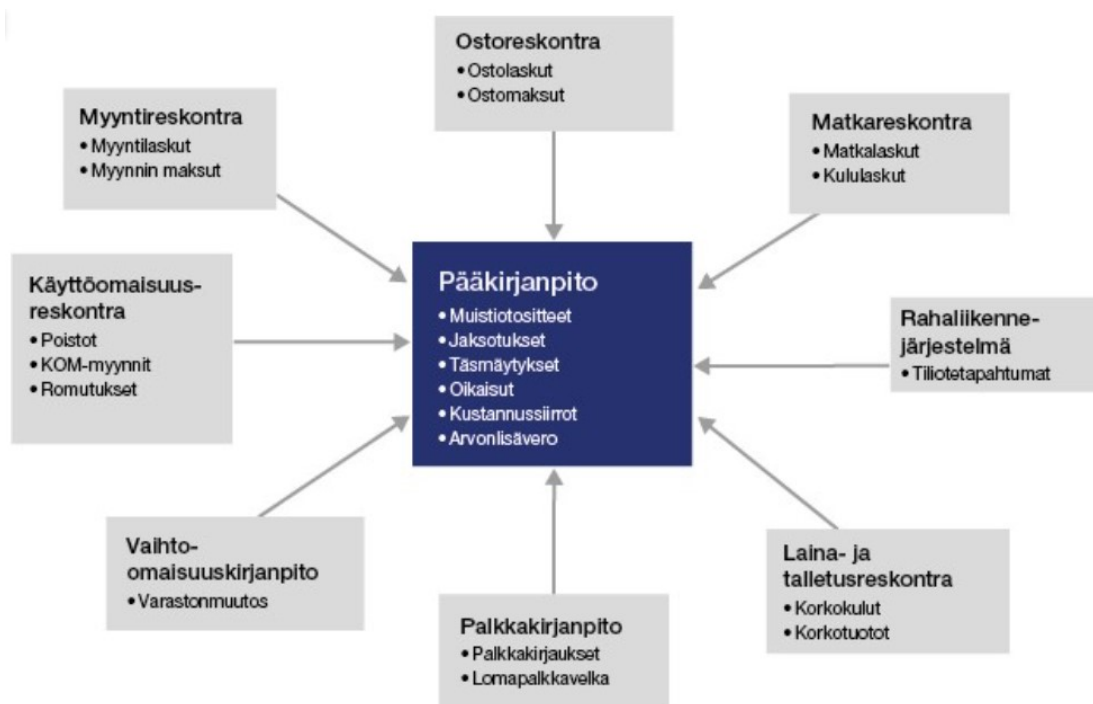 Ostoreskontra
• Ostolaskut
• Ostomaksut
Myyntireskontra
• Myyntilaskut
• Myynnin maksut
Matkareskontra
• Matkalaskut
• Kululaskut
Käyttöomaisuus-
reskontra
• Poistot
• KOM-myynnit
• Romutukset
Pääkirjanpito
• Muistiotositteet
• Jaksotukset
• Täsmäytykset
• Oikaisut
• Kustannussiirrot
• Arvonlisävero
Rahaliikenne-
järjestelmä
• Tiliotetapahtumat
Vaihto-
omaisuuskirjanpito
• Varastonmuutos
Palkkakirjanpito
• Palkkakirjaukset
• Lomapalkkavelka
Laina- ja
talletusreskontra
• Korkokulut
• Korkotuotot